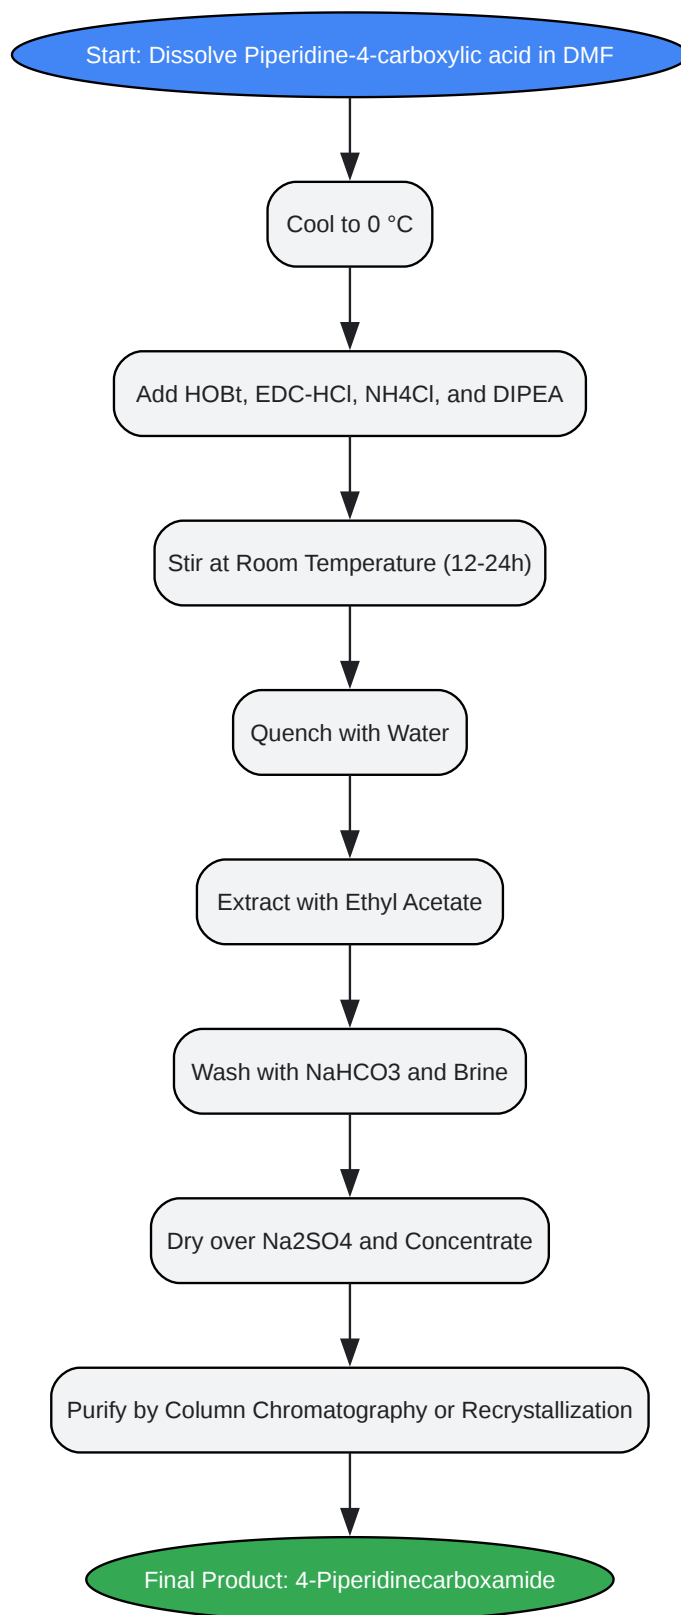 Start: Dissolve Piperidine-4-carboxylic acid in DMF
Cool to 0 °C
Add HOBt, EDC-HCl, NH4Cl, and DIPEA
Stir at Room Temperature (12-24h)
Quench with Water
Extract with Ethyl Acetate
Wash with NaHCO3 and Brine
Dry over Na2SO4 and Concentrate
Purify by Column Chromatography or Recrystallization
Final Product: 4-Piperidinecarboxamide